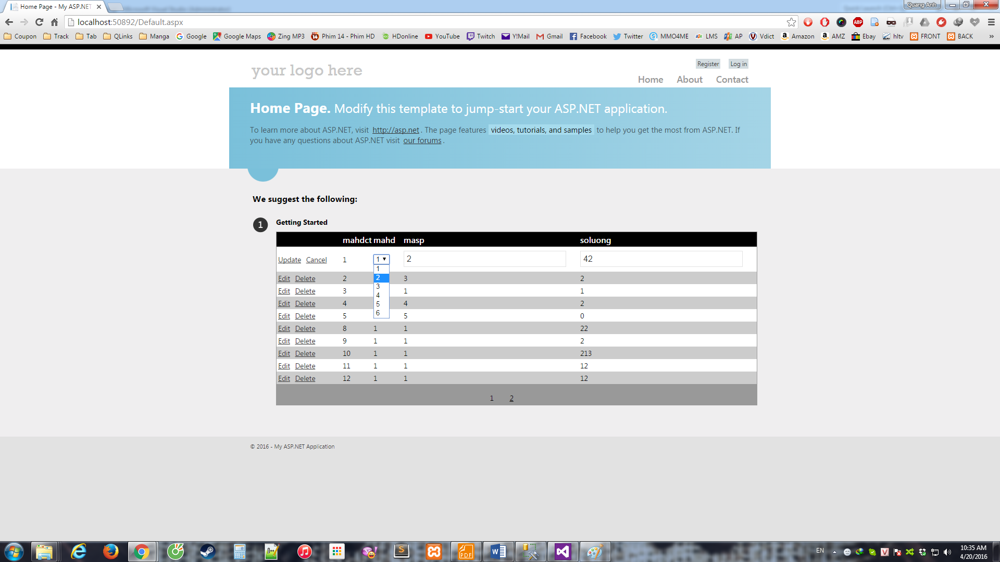 Home Page - My ASP.NET
Quang Anh
localhost:50892/Default.aspx
Coupon Track Tab QLinks Manga Google Google Maps Zing MP3 Phim 14 - Phim HD HDonline YouTube Twitch Y!Mail Gmail Facebook Twitter MMO4ME LMS AP Vdict Amazon AMZ Ebay hltv FRONT BACK »
Register Log in
your logo here
Home About Contact
Home Page. Modify this template to jump-start your ASP.NET application.
To learn more about ASP.NET, visit http://asp.net. The page features videos, tutorials, and samples to help you get the most from ASP.NET. If
you have any questions about ASP.NET visit our forums.
We suggest the following:
1 Getting Started
mahdct mahd masp soluong
Update Cancel 1 1 2 42
1
2
3
4
5
6
Edit Delete 2 3 2
Edit Delete 3 1 1
Edit Delete 4 4 2
Edit Delete 5 5 0
Edit Delete 8 1 1 22
Edit Delete 9 1 1 2
Edit Delete 10 1 1 213
Edit Delete 11 1 1 12
Edit Delete 12 1 1 12
1 2
© 2016 - My ASP.NET Application
EN
10:35 AM
4/20/2016